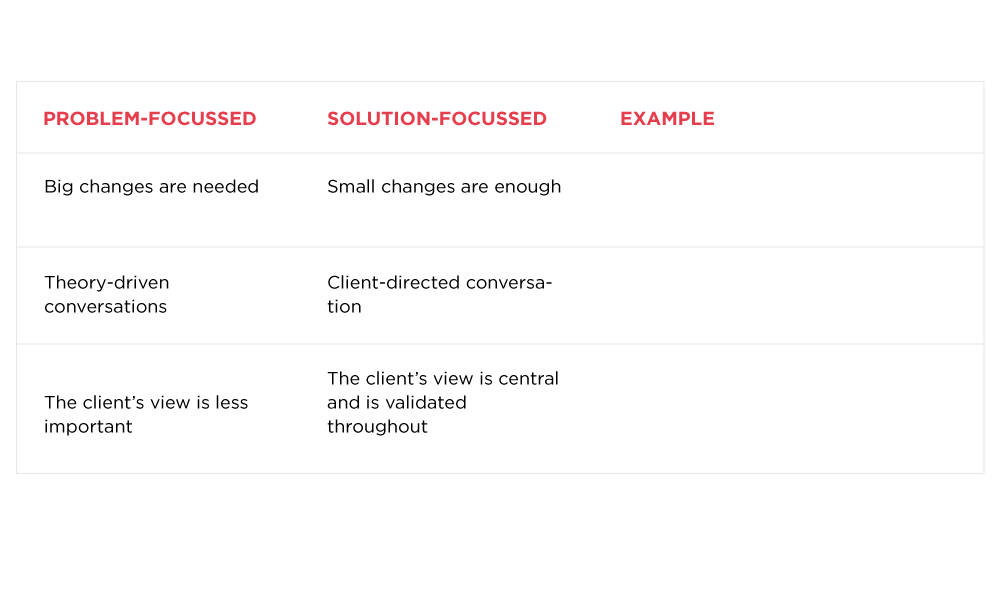 PROBLEM-FOCUSSED SOLUTION-FOCUSSED EXAMPLE
Big changes are needed
Small changes are enough
Theory-driven
conversations
Client-directed conversa-
tion
The client’s view is less
important
The client’s view is central
and is validated
throughout